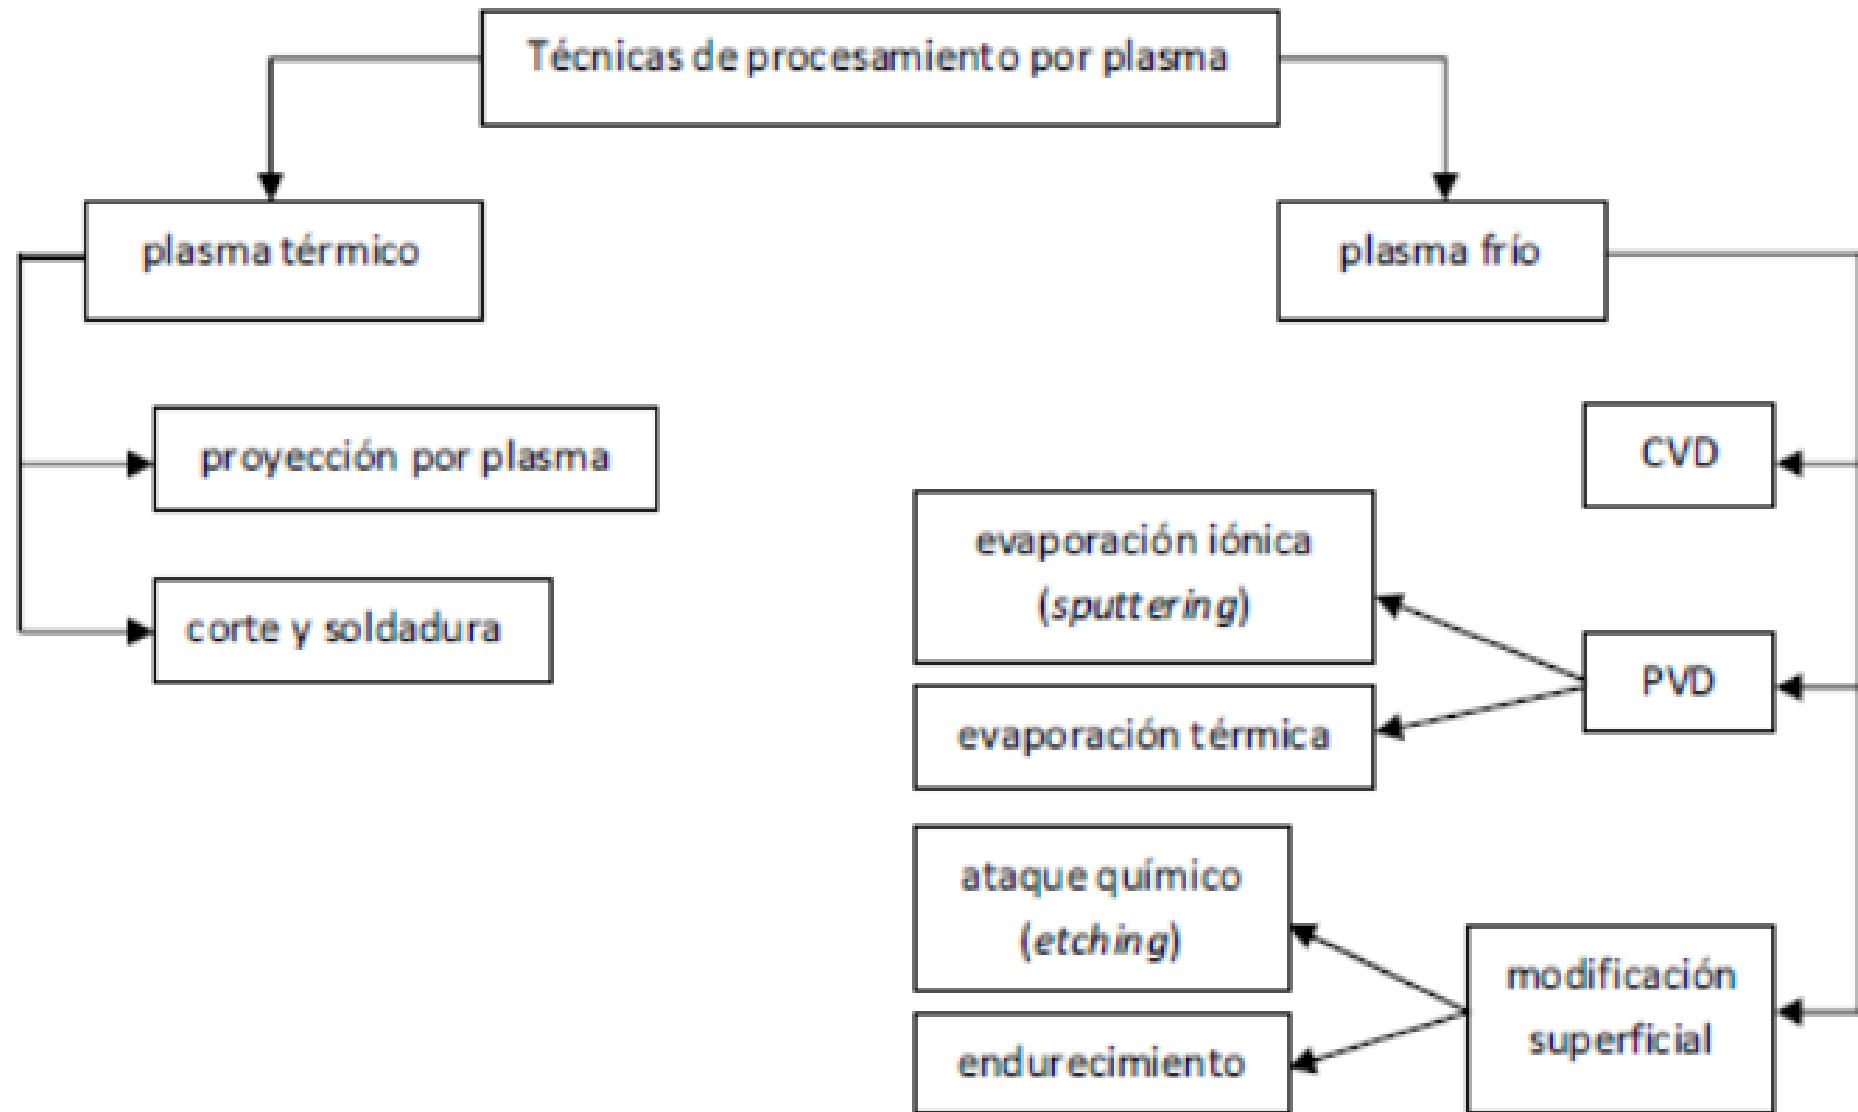 Técnicas de procesamiento por plasma
plasma térmico
plasma frío
proyección por plasma
corte y soldadura
CVD
evaporación iónica
(sputtering)
PVD
evaporación térmica
ataque químico
(etching)
modificación
superficial
endurecimiento